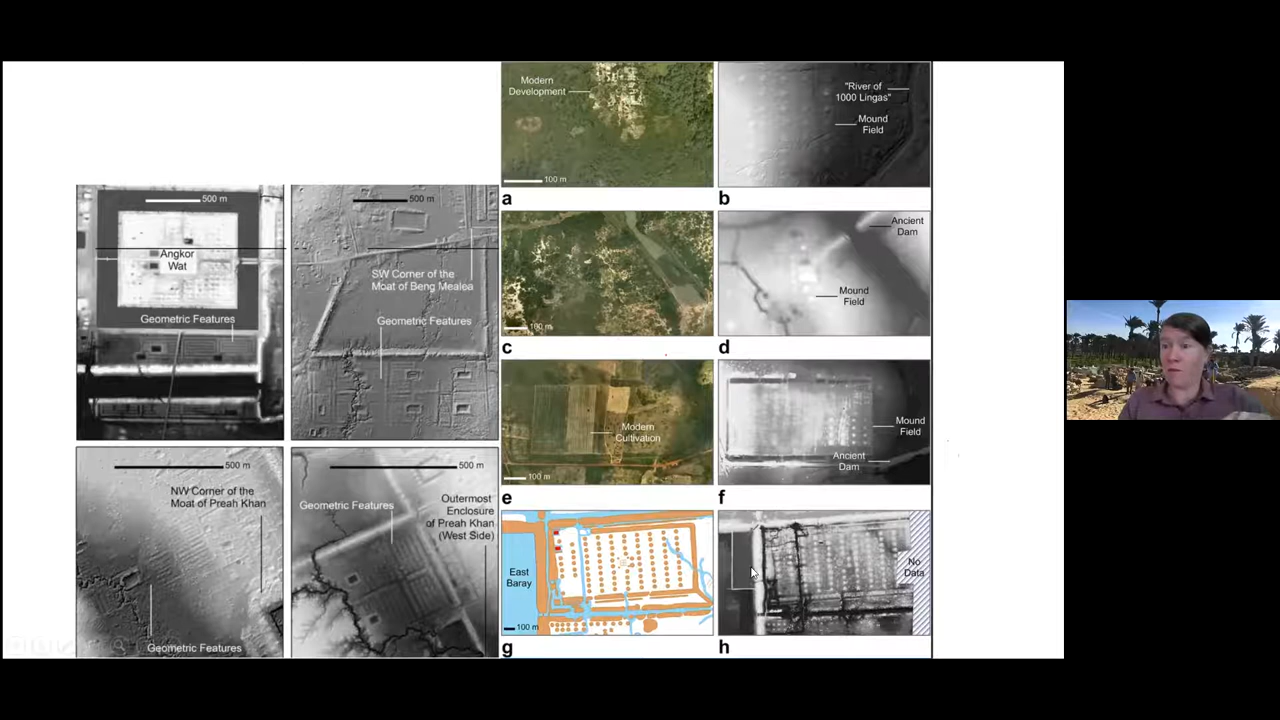 500 m
Angkor
Wat
Geometric Features
500 m
SW Corner of the
Moat of Beng Mealea
Geometric Features
500 m
NW Corner of the
Moat of Preah Khan
Geometric Features
500 m
Geometric Features
Outermost
Enclosure
of Preah Khan
(West Side)
Modern
Development
100 m
a
"River of
1000 Lingas"
Mound
Field
b
100 m
c
Ancient
Dam
Mound
Field
d
Modern
Cultivation
100 m
e
Mound
Field
Ancient
Dam
f
East
Baray
100 m
g
No
Data
h